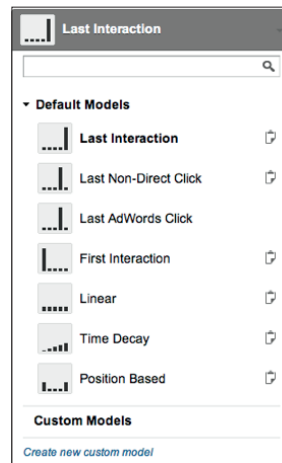 Last Interaction
Default Models
Last Interaction
Last Non-Direct Click
Last AdWords Click
First Interaction
Linear
Time Decay
Position Based
Custom Models
Create new custom model